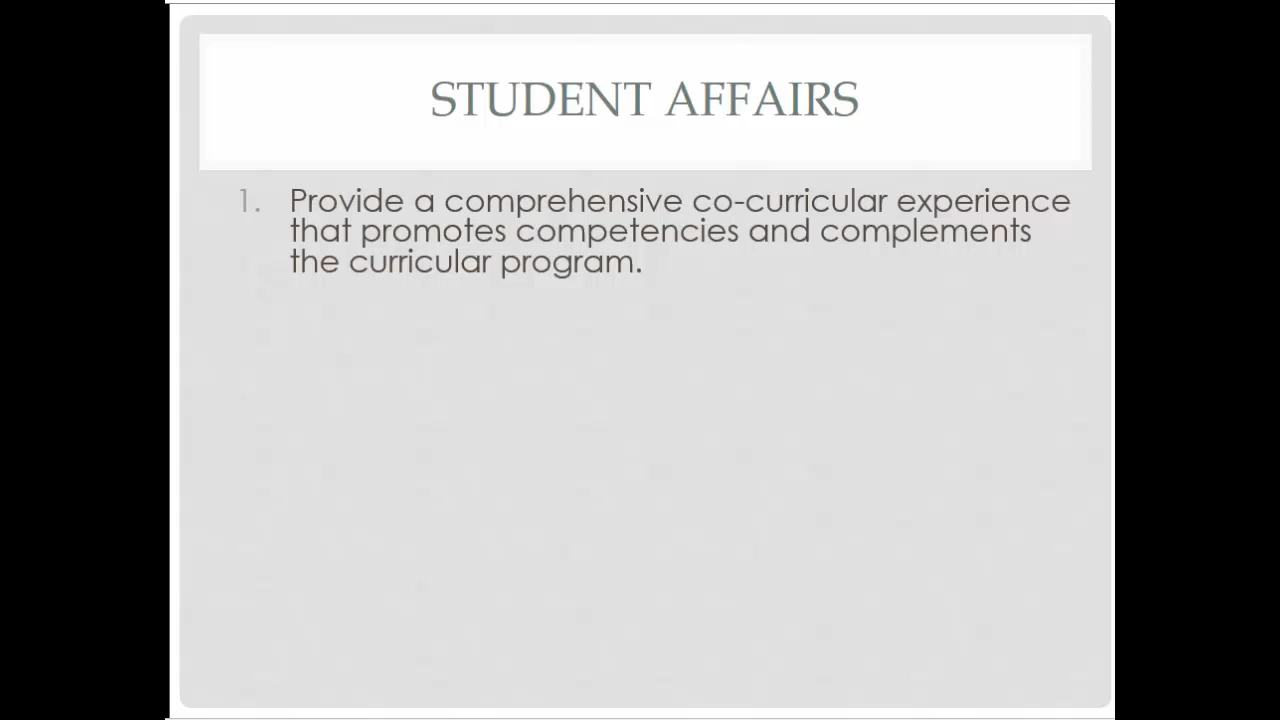 STUDENT AFFAIRS
1. Provide a comprehensive co-curricular experience
that promotes competencies and complements
the curricular program.